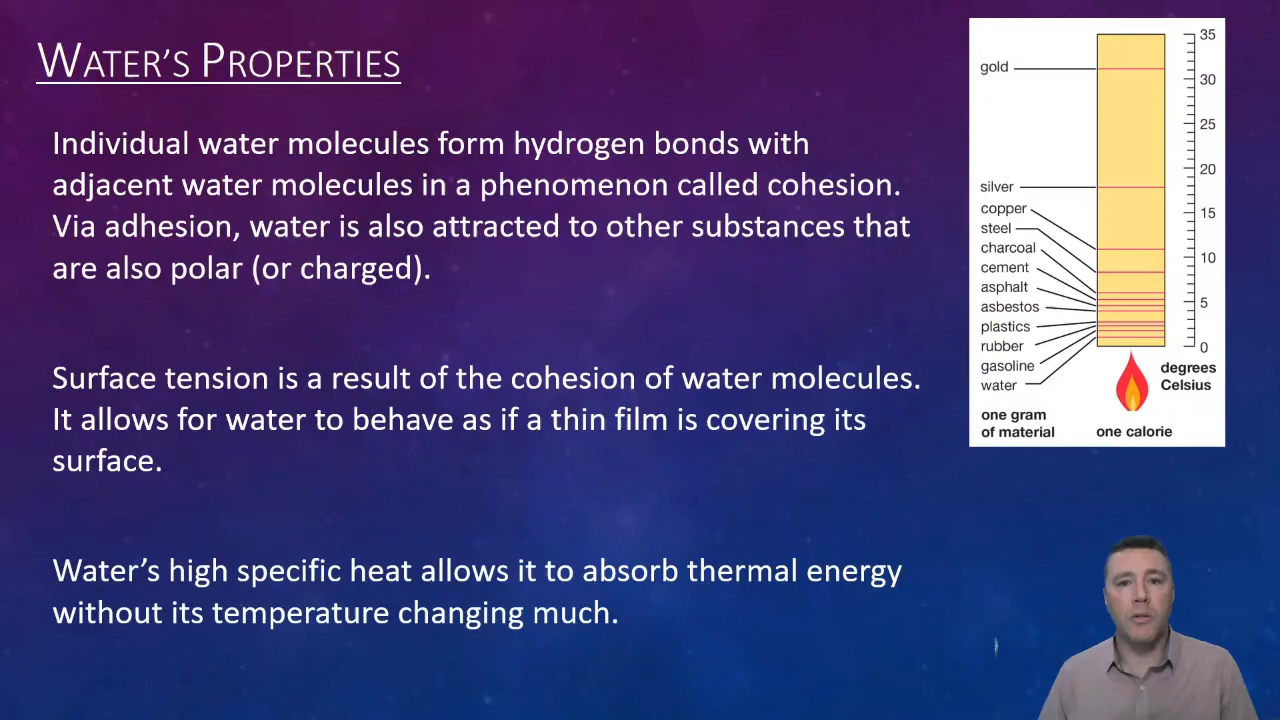 WATER'S PROPERTIES
Individual water molecules form hydrogen bonds with
adjacent water molecules in a phenomenon called cohesion.
Via adhesion, water is also attracted to other substances that
are also polar (or charged).
Surface tension is a result of the cohesion of water molecules.
It allows for water to behave as if a thin film is covering its
surface.
Water’s high specific heat allows it to absorb thermal energy
without its temperature changing much.
gold
silver
copper
steel
charcoal
cement
asphalt
asbestos
plastics
rubber
gasoline
water
one gram
of material
35
30
25
20
15
10
5
0
degrees
Celsius
one calorie